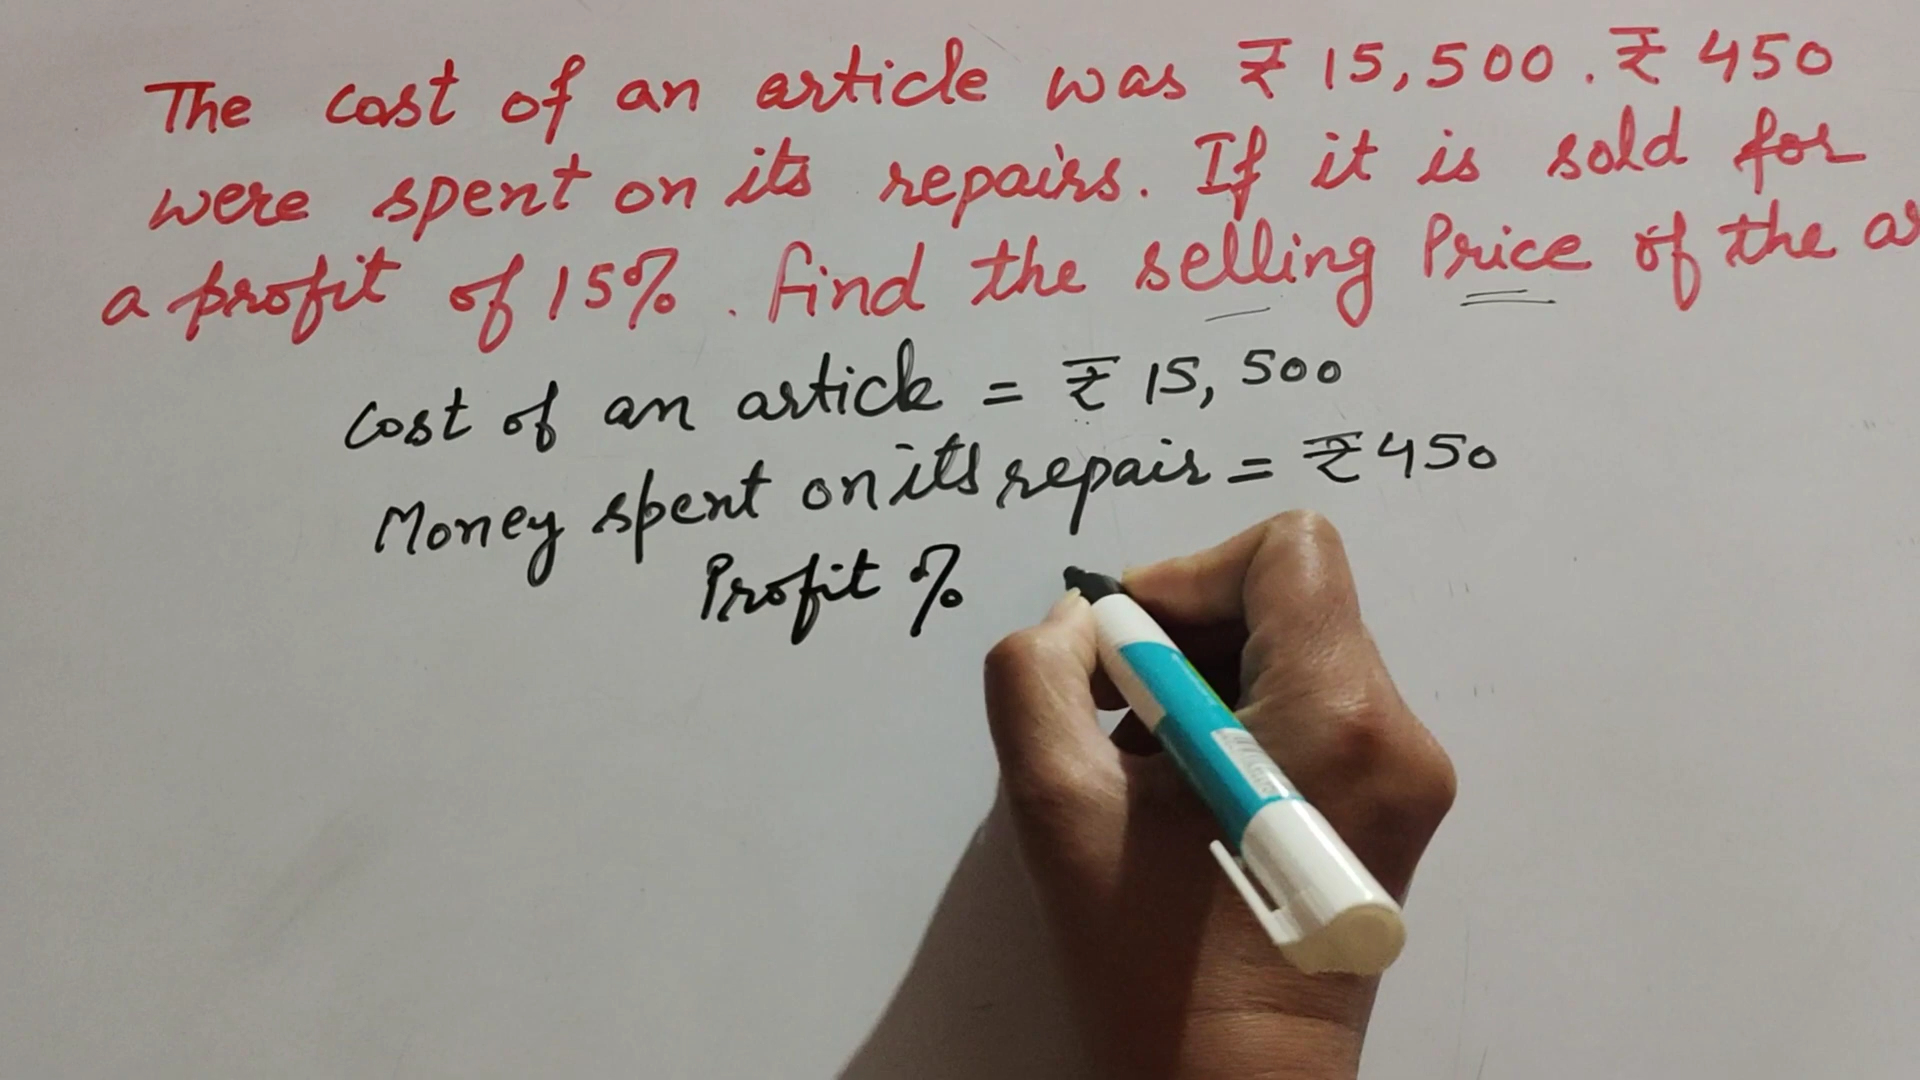 The cost of an article was ₹ 15,500. ₹ 450
were spent on its repairs. If it is sold for
a profit of 15%. find the selling Price of the
Cost of an article = ₹ 15,500
Money spent on its repair = ₹450
Profit %